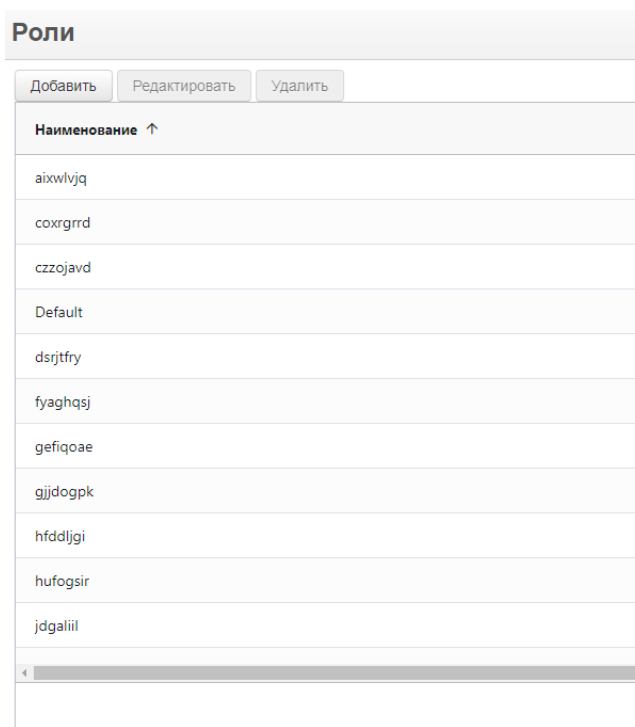 Роли
Добавить Редактировать Удалить
Наименование ↑
aixwlvjq
coxrgrrd
czzojavd
Default
dsrjtfry
fyaghqsj
gefiqoae
gjjdogpk
hfddljgi
hufogsir
jdgaliil